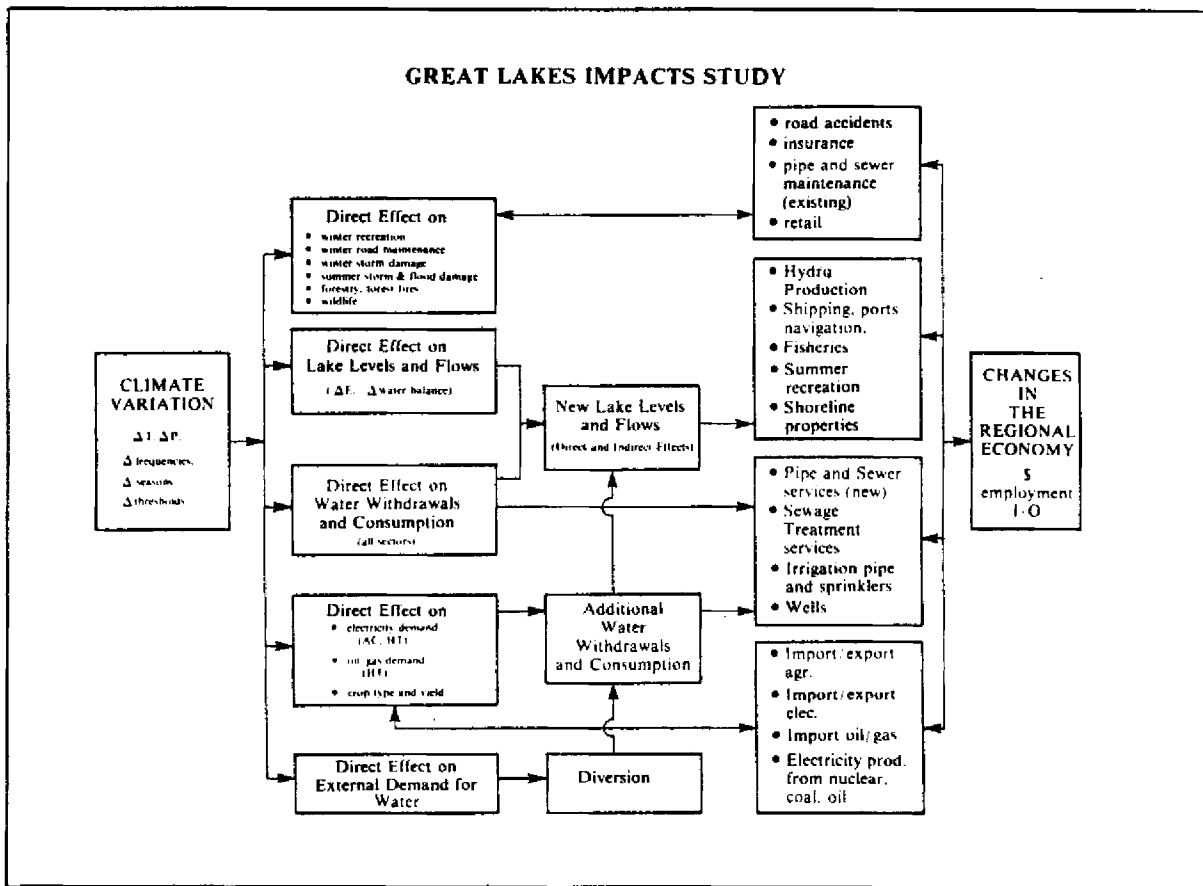 GREAT LAKES IMPACTS STUDY
CLIMATE
VARIATION
Δ T, Δ P,
Δ frequencies,
Δ seasons
Δ thresholds
Direct Effect on
• winter recreation
• winter road maintenance
• winter storm damage
• summer storm & flood damage
• forestry, forest fires
• wildlife
Direct Effect on
Lake Levels and Flows
(ΔE, Δ water balance)
Direct Effect on
Water Withdrawals
and Consumption
(all sectors)
Direct Effect on
• electricity demand
(AC, HT)
• oil, gas demand
• crop type and yield
Direct Effect on
External Demand for
Water
New Lake Levels
and Flows
(Direct and Indirect Effects)
Additional
Water
Withdrawals
and Consumption
Diversion
• road accidents
• insurance
• pipe and sewer
maintenance
(existing)
• retail
• Hydro
Production
• Shipping, ports
navigation,
• Fisheries
• Summer
recreation
• Shoreline
properties
• Pipe and Sewer
services (new)
• Sewage
Treatment
services
• Irrigation pipe
and sprinklers
• Wells
• Import/export
agr.
• Import/export
elec.
• Import oil/gas
• Electricity prod.
from nuclear,
coal, oil
CHANGES
IN
THE
REGIONAL
ECONOMY
$
employment
I-O